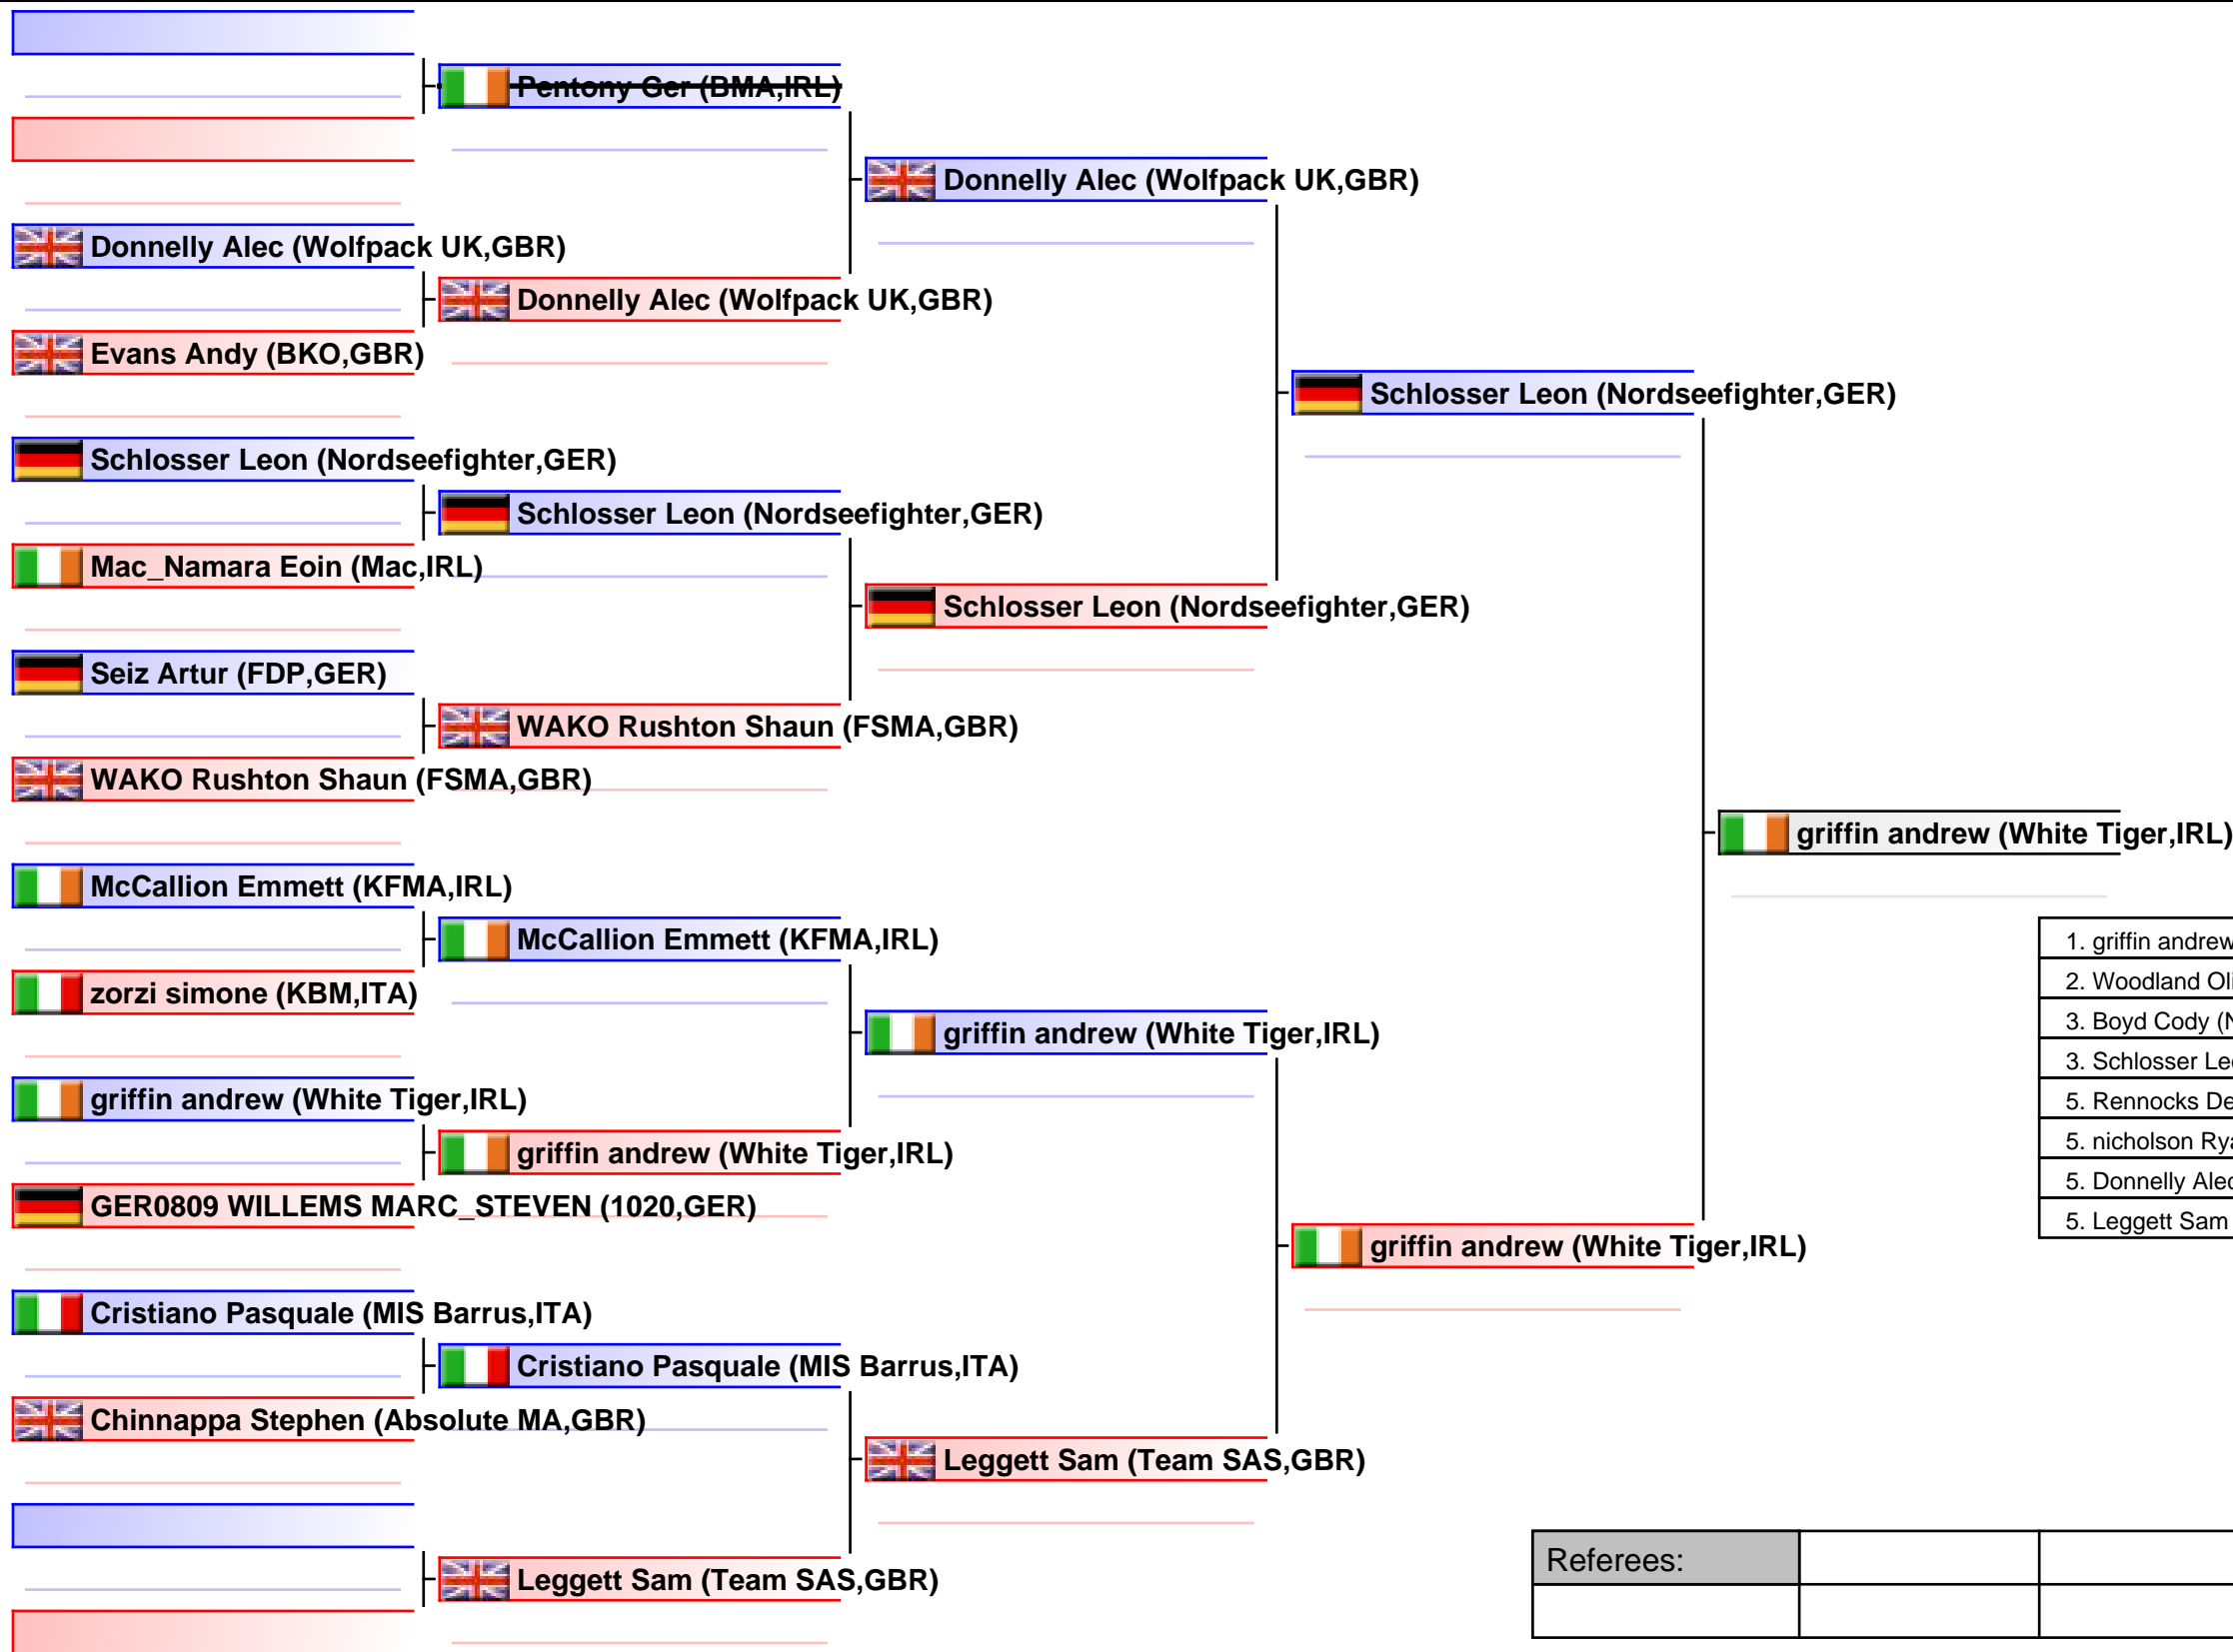 Pentony Ger (BMA,IRL)
Donnelly Alec (Wolfpack UK,GBR)
Donnelly Alec (Wolfpack UK,GBR)
Donnelly Alec (Wolfpack UK,GBR)
Evans Andy (BKO,GBR)
Schlosser Leon (Nordseefighter,GER)
Schlosser Leon (Nordseefighter,GER)
Schlosser Leon (Nordseefighter,GER)
Mac_Namara Eoin (Mac,IRL)
Schlosser Leon (Nordseefighter,GER)
Seiz Artur (FDP,GER)
WAKO Rushton Shaun (FSMA,GBR)
WAKO Rushton Shaun (FSMA,GBR)
griffin andrew (White Tiger,IRL)
McCallion Emmett (KFMA,IRL)
McCallion Emmett (KFMA,IRL)
zorzi simone (KBM,ITA)
griffin andrew (White Tiger,IRL)
griffin andrew (White Tiger,IRL)
griffin andrew (White Tiger,IRL)
GER0809 WILLEMS MARC_STEVEN (1020,GER)
griffin andrew (White Tiger,IRL)
Cristiano Pasquale (MIS Barrus,ITA)
Cristiano Pasquale (MIS Barrus,ITA)
Chinnappa Stephen (Absolute MA,GBR)
Leggett Sam (Team SAS,GBR)
Leggett Sam (Team SAS,GBR)
1. griffin andrew
2. Woodland Oli
3. Boyd Cody (N
3. Schlosser Leo
5. Rennocks De
5. nicholson Rya
5. Donnelly Alec
5. Leggett Sam
Referees: